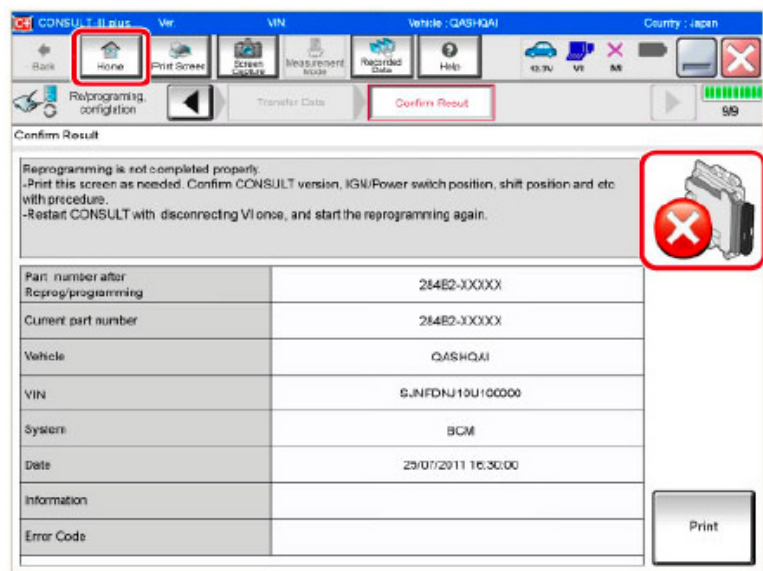 CONSULT-III plus Ver. VIN: Vehicle : QASHQAI Country : Japan
Back
Home
Print Screen
Screen Capture
Measurement Mode
Recorded Data
Help
VI
MI
Re/programing,
configlation
Transfer Data
Confirm Result
9/9
Confirm Result
Reprogramming is not completed properly.
-Print this screen as needed. Confirm CONSULT version, IGN/Power switch position, shift position and etc
with procedure.
-Restart CONSULT with disconnecting VI once, and start the reprogramming again.
Part number after
Reprog/programming
284B2-XXXXX
Current part number
284B2-XXXXX
Vehicle
QASHQAI
VIN
SJNFDNJ10U100000
System
BCM
Date
29/07/2011 16:30:00
Information
Error Code
Print